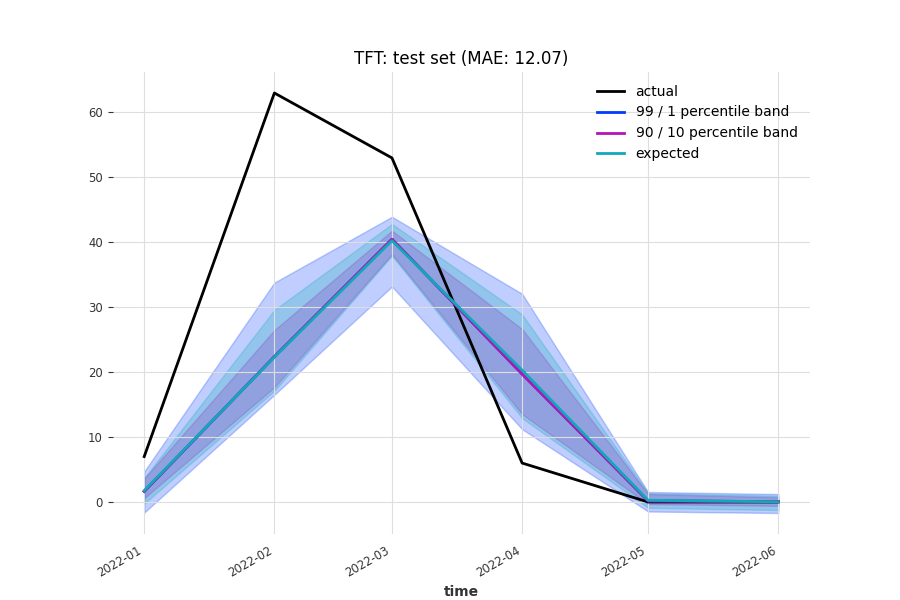 TFT: test set (MAE: 12.07)
actual
99 / 1 percentile band
90 / 10 percentile band
expected
60
50
40
30
20
10
0
2022-01
2022-02
2022-03
2022-04
2022-05
2022-06
time